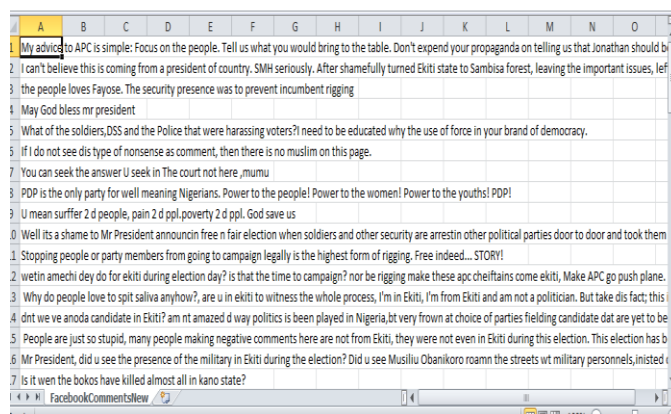 A B C D E F G H I J K L M N O
1 My advice to APC is simple: Focus on the people. Tell us what you would bring to the table. Don't expend your propaganda on telling us that Jonathan should b
2 I can't believe this is coming from a president of country. SMH seriously. After shamefully turned Ekiti state to Sambisa forest, leaving the important issues, lef
3 the people loves Fayose. The security presence was to prevent incumbent rigging
4 May God bless mr president
5 What of the soldiers,DSS and the Police that were harassing voters?I need to be educated why the use of force in your brand of democracy.
6 If I do not see dis type of nonsense as comment, then there is no muslim on this page.
7 You can seek the answer U seek in The court not here ,mumu
8 PDP is the only party for well meaning Nigerians. Power to the people! Power to the women! Power to the youths! PDP!
9 U mean surffer 2 d people, pain 2 d ppl.poverty 2 d ppl. God save us
.0 Well its a shame to Mr President announcin free n fair election when soldiers and other security are arrestin other political parties door to door and took them
.1 Stopping people or party members from going to campaign legally is the highest form of rigging. Free indeed... STORY!
.2 wetin amechi dey do for ekiti during election day? is that the time to campaign? nor be rigging make these apc cheiftains come ekiti, Make APC go push plane.
.3 Why do people love to spit saliva anyhow?, are u in ekiti to witness the whole process, I'm in Ekiti, I'm from Ekiti and am not a politician. But take dis fact; this i
.4 dnt we ve anoda candidate in Ekiti? am nt amazed d way politics is been played in Nigeria,bt very frown at choice of parties fielding candidate dat are yet to be
.5 People are just so stupid, many people making negative comments here are not from Ekiti, they were not even in Ekiti during this election. This election has b
.6 Mr President, did u see the presence of the military in Ekiti during the election? Did u see Musiliu Obanikoro roamn the streets wt military personnels,inisted
.7 Is it wen the bokos have killed almost all in kano state?
FacebookCommentsNew